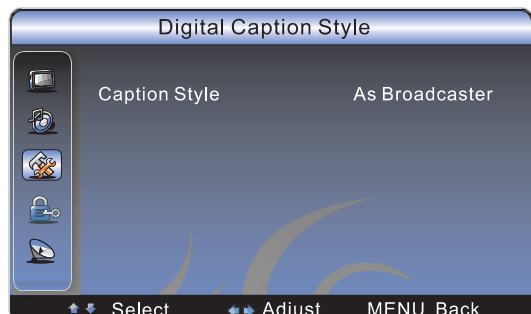 Digital Caption Style
Caption Style As Broadcaster
Select Adjust MENU Back